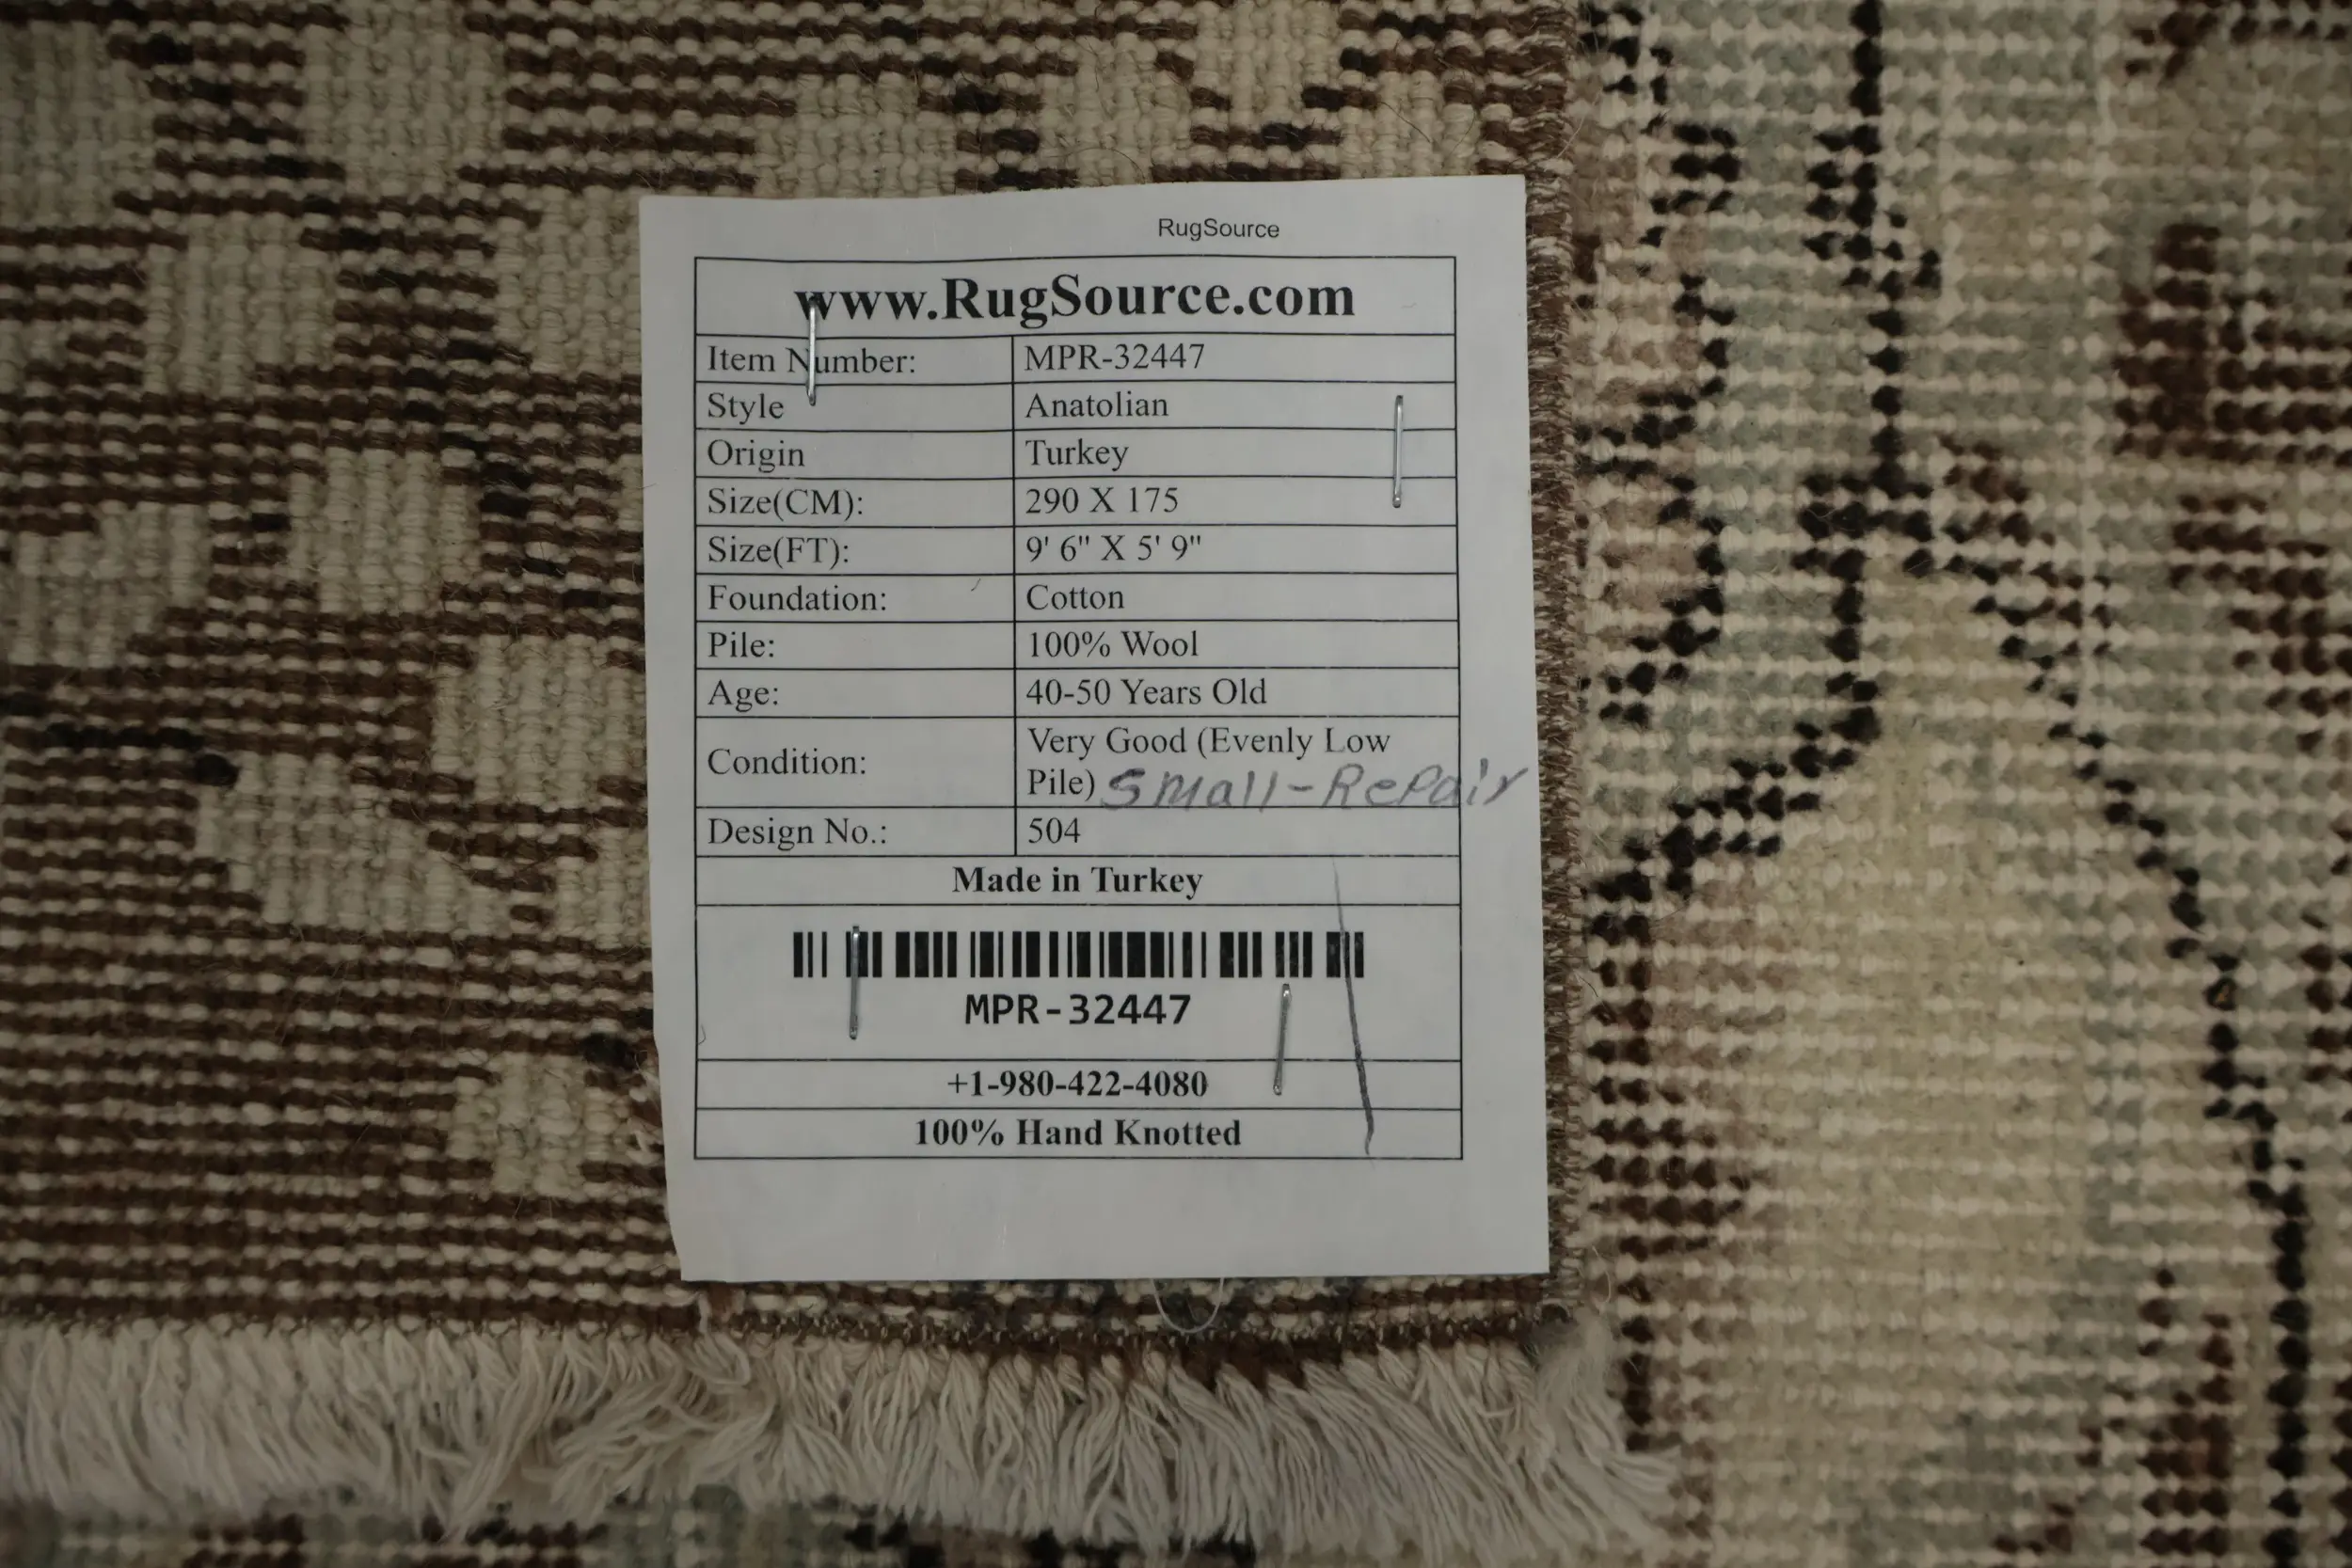 RugSource
www.RugSource.com
Item Number: MPR-32447
Style Anatolian
Origin Turkey
Size(CM): 290 X 175
Size(FT): 9' 6" X 5' 9"
Foundation: Cotton
Pile: 100% Wool
Age: 40-50 Years Old
Condition: Very Good (Evenly Low
Pile) Small-Repair
Design No.: 504
Made in Turkey
MPR-32447
+1-980-422-4080
100% Hand Knotted